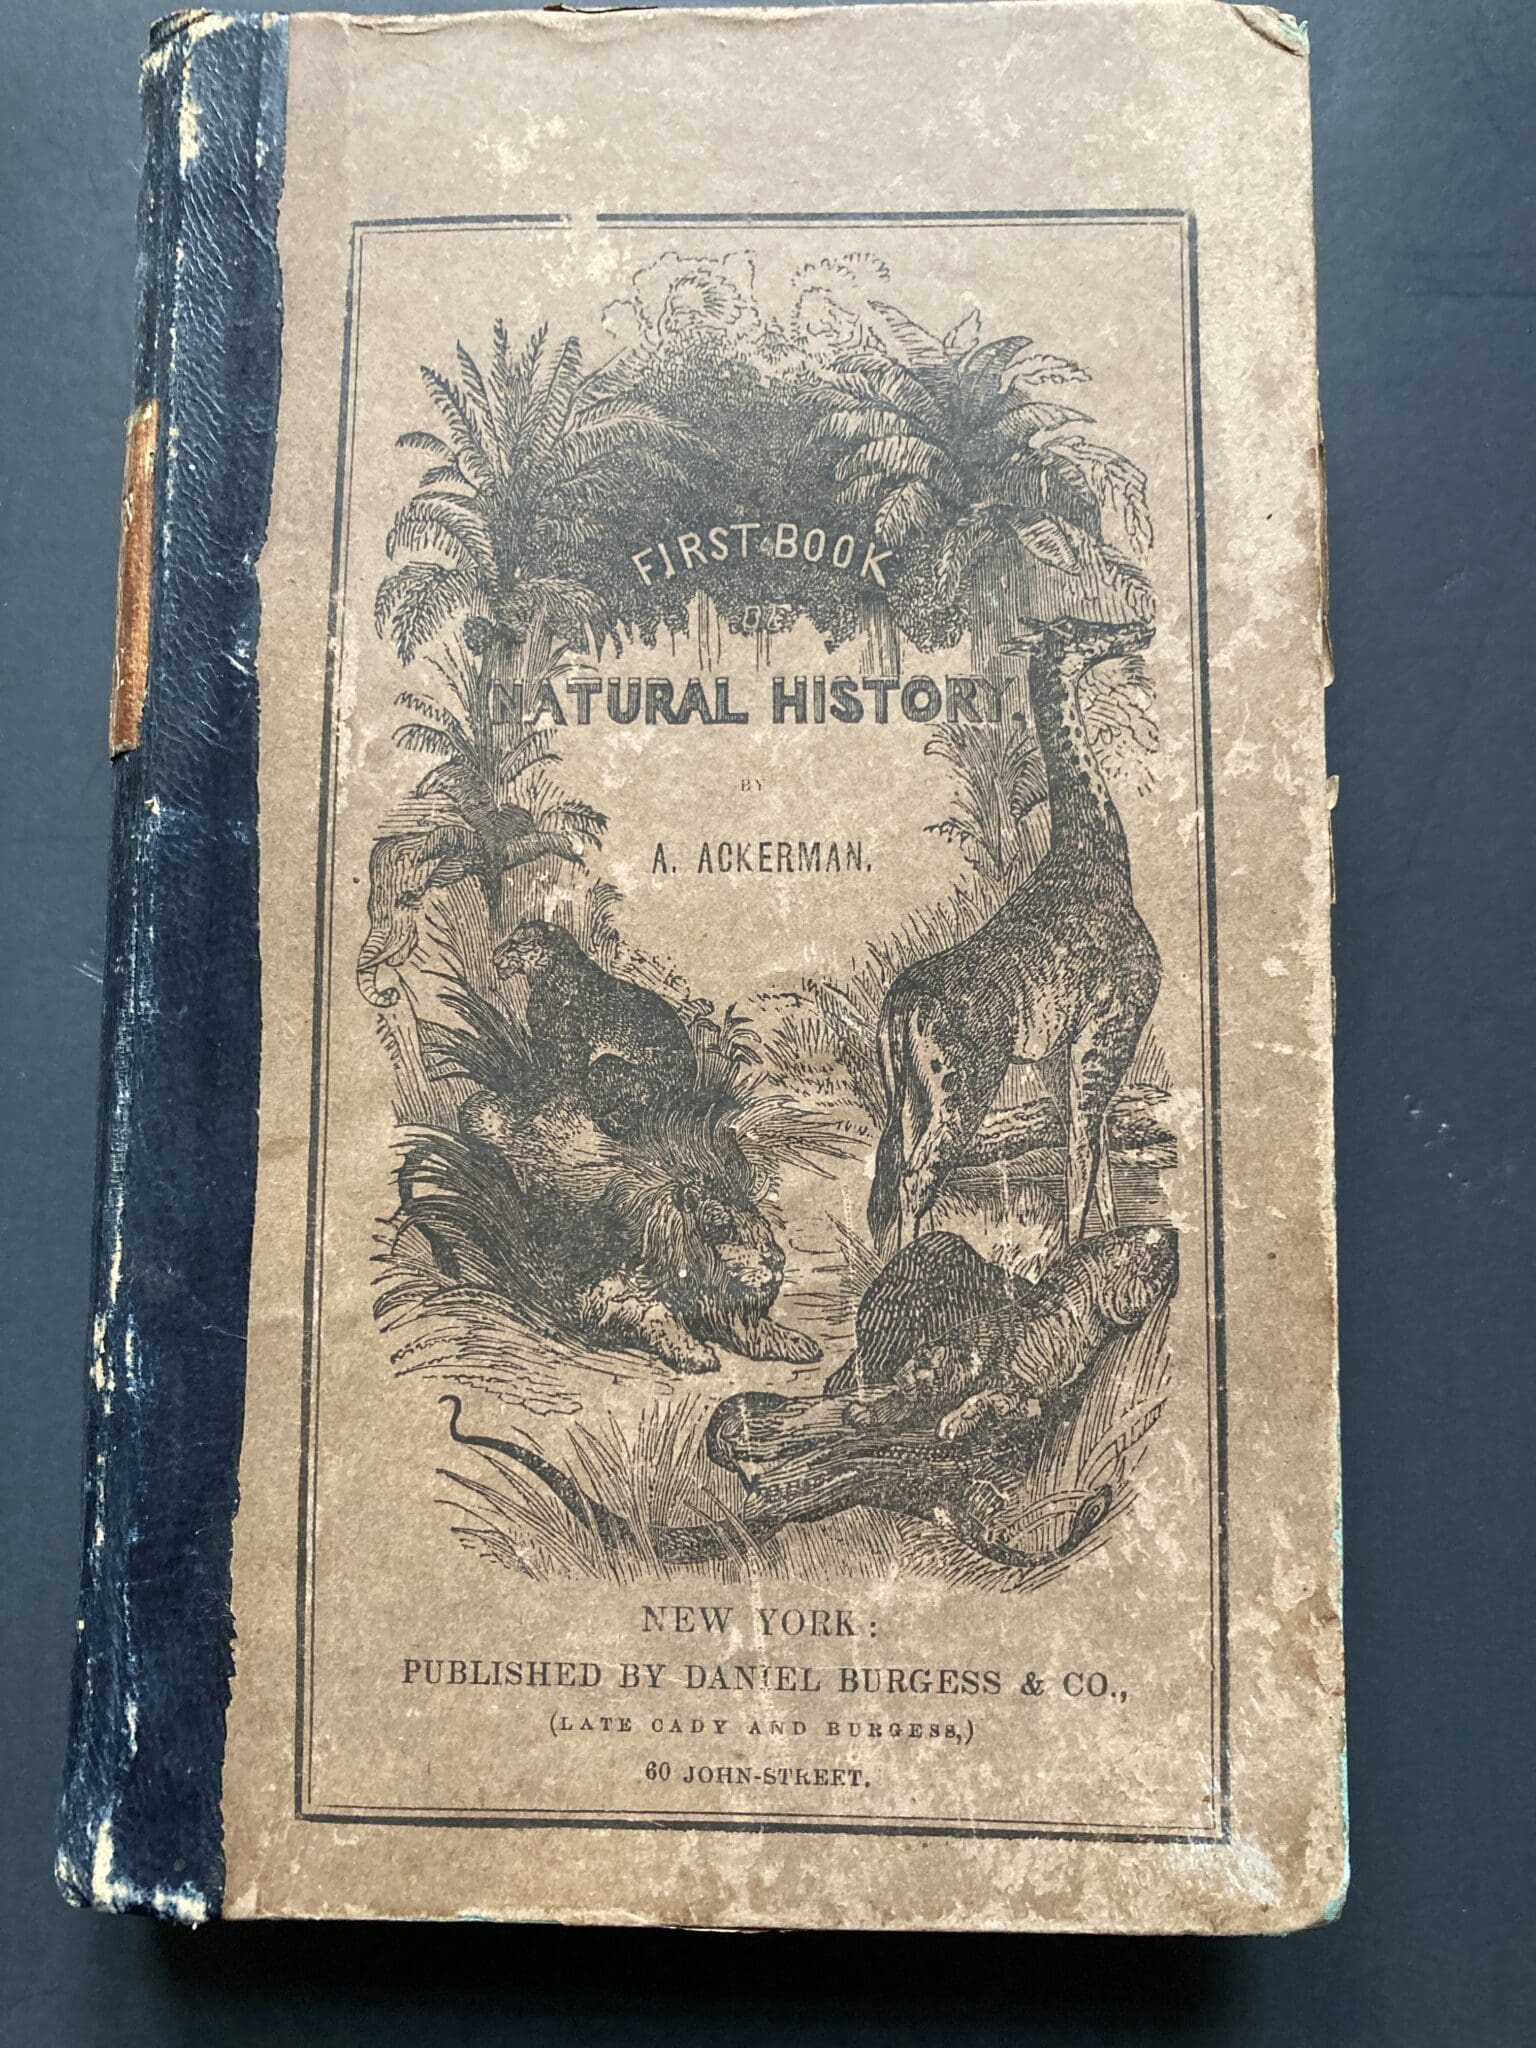 FIRST BOOK
OF
NATURAL HISTORY,
BY
A. ACKERMAN.
NEW YORK:
PUBLISHED BY DANIEL BURGESS & CO.,
(LATE CADY AND BURGESS,)
60 JOHN-STREET.